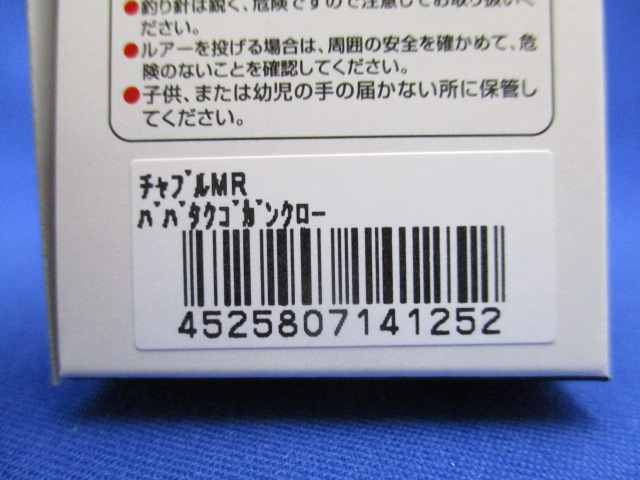 ●釣り針は鋭く、危険ですので注意してお取り扱いく
ださい。
●ルアーを投げる場合は、周囲の安全を確かめて、危
険のないことを確認してください。
●子供、または幼児の手の届かない所に保管し
てください。
ﾁｬﾌﾞﾙMR
ﾊﾞﾊﾞﾀｸｺﾞｶﾞﾝｸﾛｰ
4525807141252